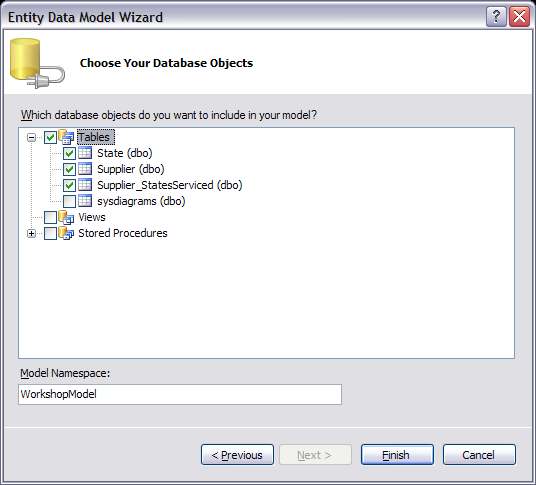 Entity Data Model Wizard
Choose Your Database Objects
Which database objects do you want to include in your model?
Tables
State (dbo)
Supplier (dbo)
Supplier_StatesServiced (dbo)
sysdiagrams (dbo)
Views
Stored Procedures
Model Namespace:
WorkshopModel
< Previous
Next >
Finish
Cancel